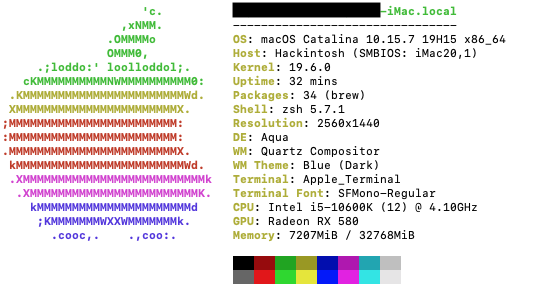 'c.
,xNMM.
.OMMMMo
OMMM0,
.;loddo:' loolloddol;.
cKMMMMMMMMMMNWMMMMMMMMMM0:
.KMMMMMMMMMMMMMMMMMMMMMMMWd.
XMMMMMMMMMMMMMMMMMMMMMMMX.
;MMMMMMMMMMMMMMMMMMMMMMMM:
:MMMMMMMMMMMMMMMMMMMMMMMM:
.MMMMMMMMMMMMMMMMMMMMMMMMX.
kMMMMMMMMMMMMMMMMMMMMMMMMWd.
.XMMMMMMMMMMMMMMMMMMMMMMMMMMk
.XMMMMMMMMMMMMMMMMMMMMMMMMK.
kMMMMMMMMMMMMMMMMMMMMMMd
;KMMMMMMMWXXWMMMMMMMk.
.cooc,.    .,coo:.
-iMac.local
--------------------------------
OS: macOS Catalina 10.15.7 19H15 x86_64
Host: Hackintosh (SMBIOS: iMac20,1)
Kernel: 19.6.0
Uptime: 32 mins
Packages: 34 (brew)
Shell: zsh 5.7.1
Resolution: 2560x1440
DE: Aqua
WM: Quartz Compositor
WM Theme: Blue (Dark)
Terminal: Apple_Terminal
Terminal Font: SFMono-Regular
CPU: Intel i5-10600K (12) @ 4.10GHz
GPU: Radeon RX 580
Memory: 7207MiB / 32768MiB